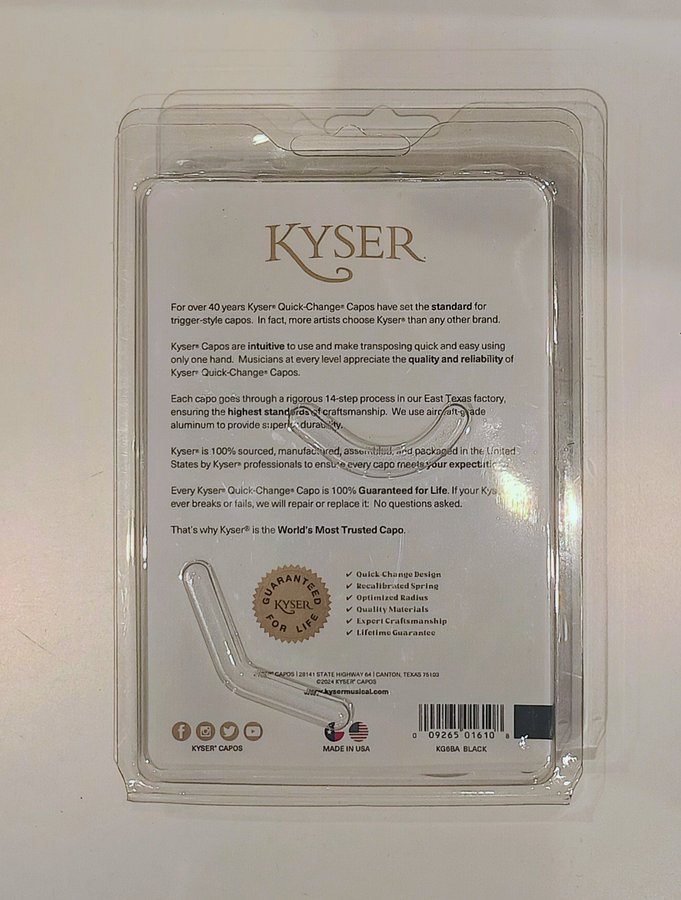 KYSER
For over 40 years Kyser® Quick-Change® Capos have set the standard for
trigger-style capos. In fact, more artists choose Kyser® than any other brand.
Kyser® Capos are intuitive to use and make transposing quick and easy using
only one hand. Musicians at every level appreciate the quality and reliability of
Kyser® Quick-Change® Capos.
Each capo goes through a rigorous 14-step process in our East Texas factory,
ensuring the highest standards of craftsmanship. We use aircraft-grade
aluminum to provide superior durability.
Kyser® is 100% sourced, manufactured, assembled, and packaged in the United
States by Kyser® professionals to ensure every capo meets your expectations.
Every Kyser® Quick-Change® Capo is 100% Guaranteed for Life. If your Kyser
ever breaks or fails, we will repair or replace it. No questions asked.
That's why Kyser® is the World's Most Trusted Capo.
GUARANTEED
KYSER
FOR LIFE
✔ Quick-Change Design
✔ Recalibrated Spring
✔ Optimized Radius
✔ Quality Materials
✔ Expert Craftsmanship
✔ Lifetime Guarantee
KYSER® CAPOS | 28141 STATE HIGHWAY 64 | CANTON, TEXAS 75103
©2024 KYSER® CAPOS
www.kysermusical.com
KYSER® CAPOS
MADE IN USA
0 09265 01610 8
KG6BA BLACK